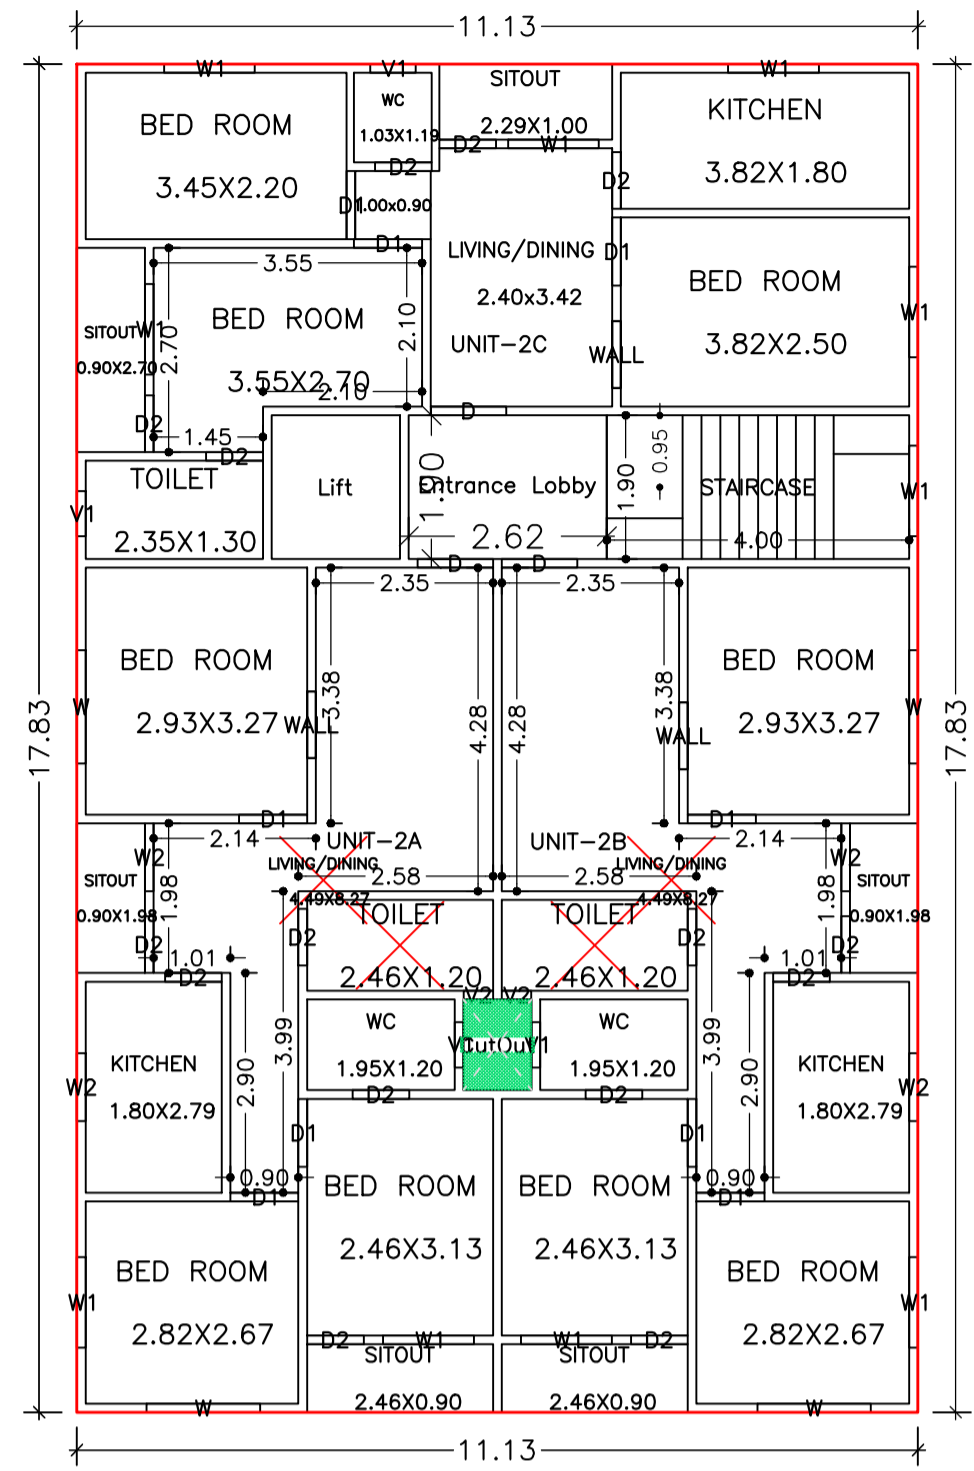 11.13
W1
V1
SITOUT
W1
BED ROOM
WC
KITCHEN
1.03X1.19
2.29X1.00
D2
W1
D2
3.45X2.20
D2
3.82X1.80
D1
1.00x0.90
D1
LIVING/DINING
D1
3.55
2.40x3.42
BED ROOM
BED ROOM
2.10
W1
SITOUT
W1
2.70
UNIT-2C
WALL
3.82X2.50
0.90X2.70
3.55X2.70
2.10
D
D2
1.45
D2
TOILET
Lift
1.90
Entrance Lobby
1.90
0.95
STAIRCASE
W1
V1
2.35X1.30
2.62
4.00
D
D
2.35
2.35
BED ROOM
BED ROOM
3.38
3.38
W
2.93X3.27
WALL
4.28
4.28
WALL
2.93X3.27
W
17.83
17.83
D1
D1
2.14
UNIT-2A
UNIT-2B
2.14
W2
LIVING/DINING
LIVING/DINING
W2
SITOUT
2.58
2.58
SITOUT
1.98
4.49X8.27
4.49X8.27
1.98
0.90X1.98
TOILET
TOILET
0.90X1.98
D2
D2
D2
D2
1.01
1.01
D2
2.46X1.20
2.46X1.20
D2
V2
V2
WC
WC
3.99
V1
CutOut
V1
3.99
KITCHEN
KITCHEN
2.90
1.95X1.20
1.95X1.20
2.90
W2
D2
D2
W2
1.80X2.79
1.80X2.79
D1
D1
0.90
BED ROOM
BED ROOM
0.90
D1
D1
2.46X3.13
2.46X3.13
BED ROOM
BED ROOM
W1
W1
2.82X2.67
D2
W1
W1
D2
2.82X2.67
SITOUT
SITOUT
2.46X0.90
2.46X0.90
W
W
11.13